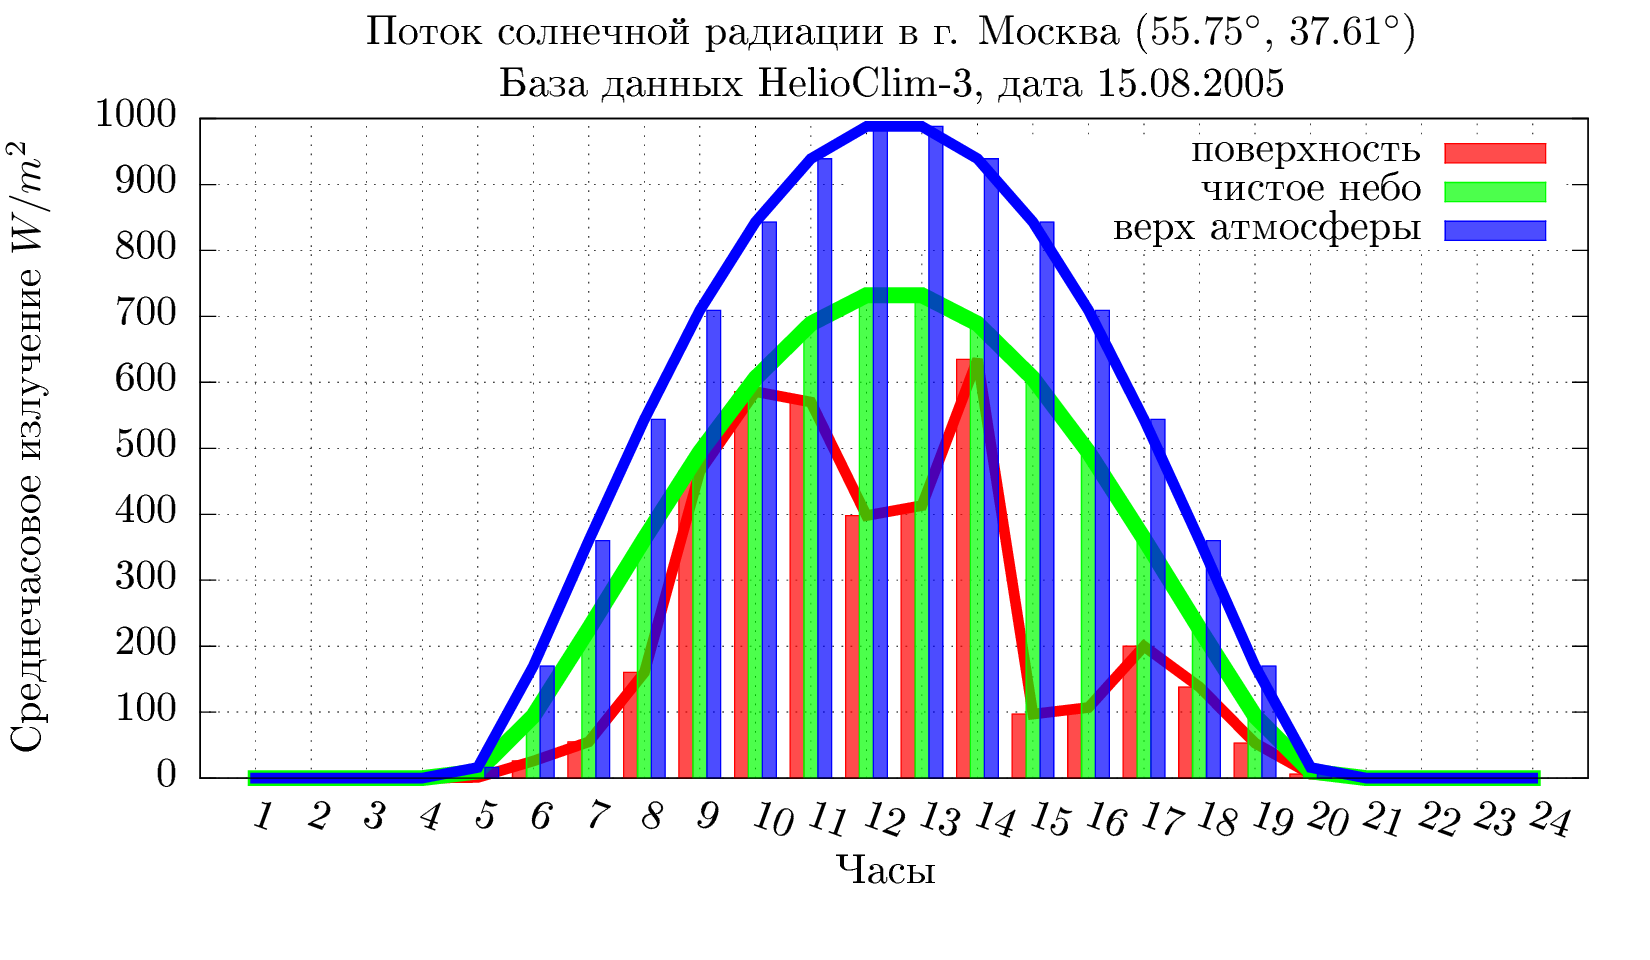 Поток солнечной радиации в г. Москва (55.75°, 37.61°)
База данных HelioClim-3, дата 15.08.2005
Среднечасовое излучение W/m²
1000
900
800
700
600
500
400
300
200
100
0
поверхность
чистое небо
верх атмосферы
1 2 3 4 5 6 7 8 9 10 11 12 13 14 15 16 17 18 19 20 21 22 23 24
Часы